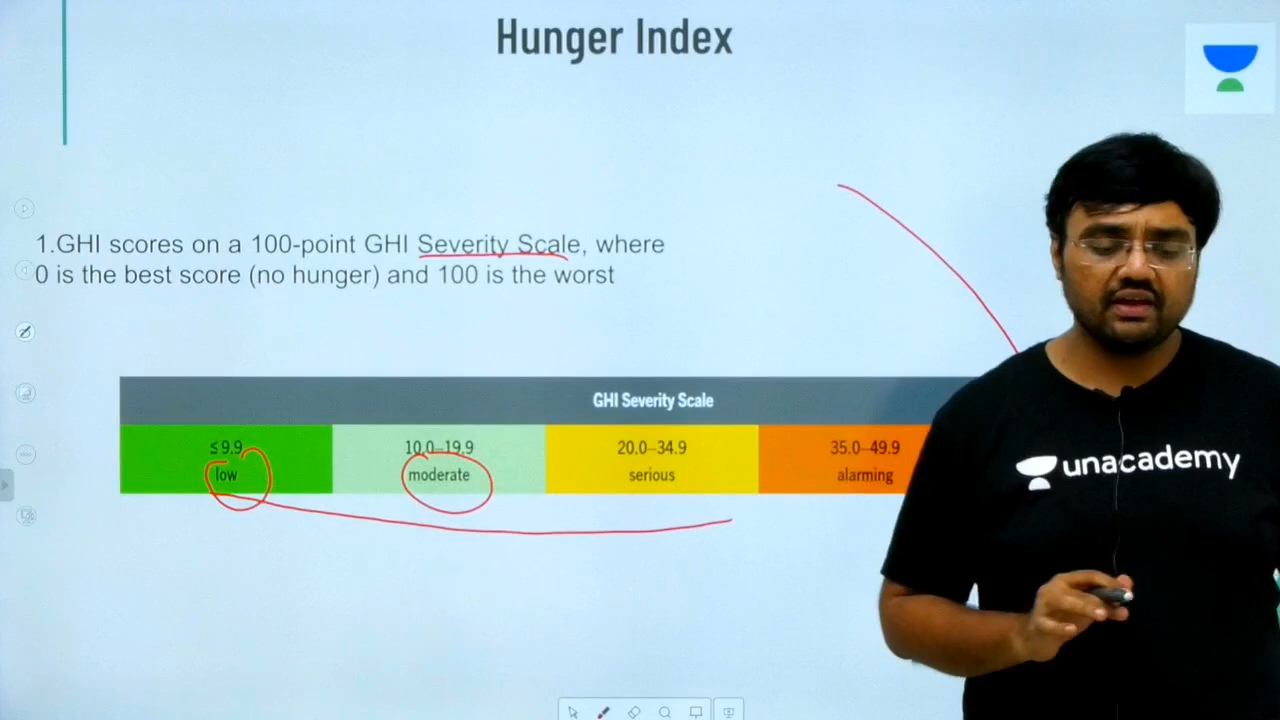 Hunger Index
1.GHI scores on a 100-point GHI Severity Scale, where
0 is the best score (no hunger) and 100 is the worst
GHI Severity Scale
≤ 9.9
low
10.0–19.9
moderate
20.0–34.9
serious
35.0–49.9
alarming
unacademy